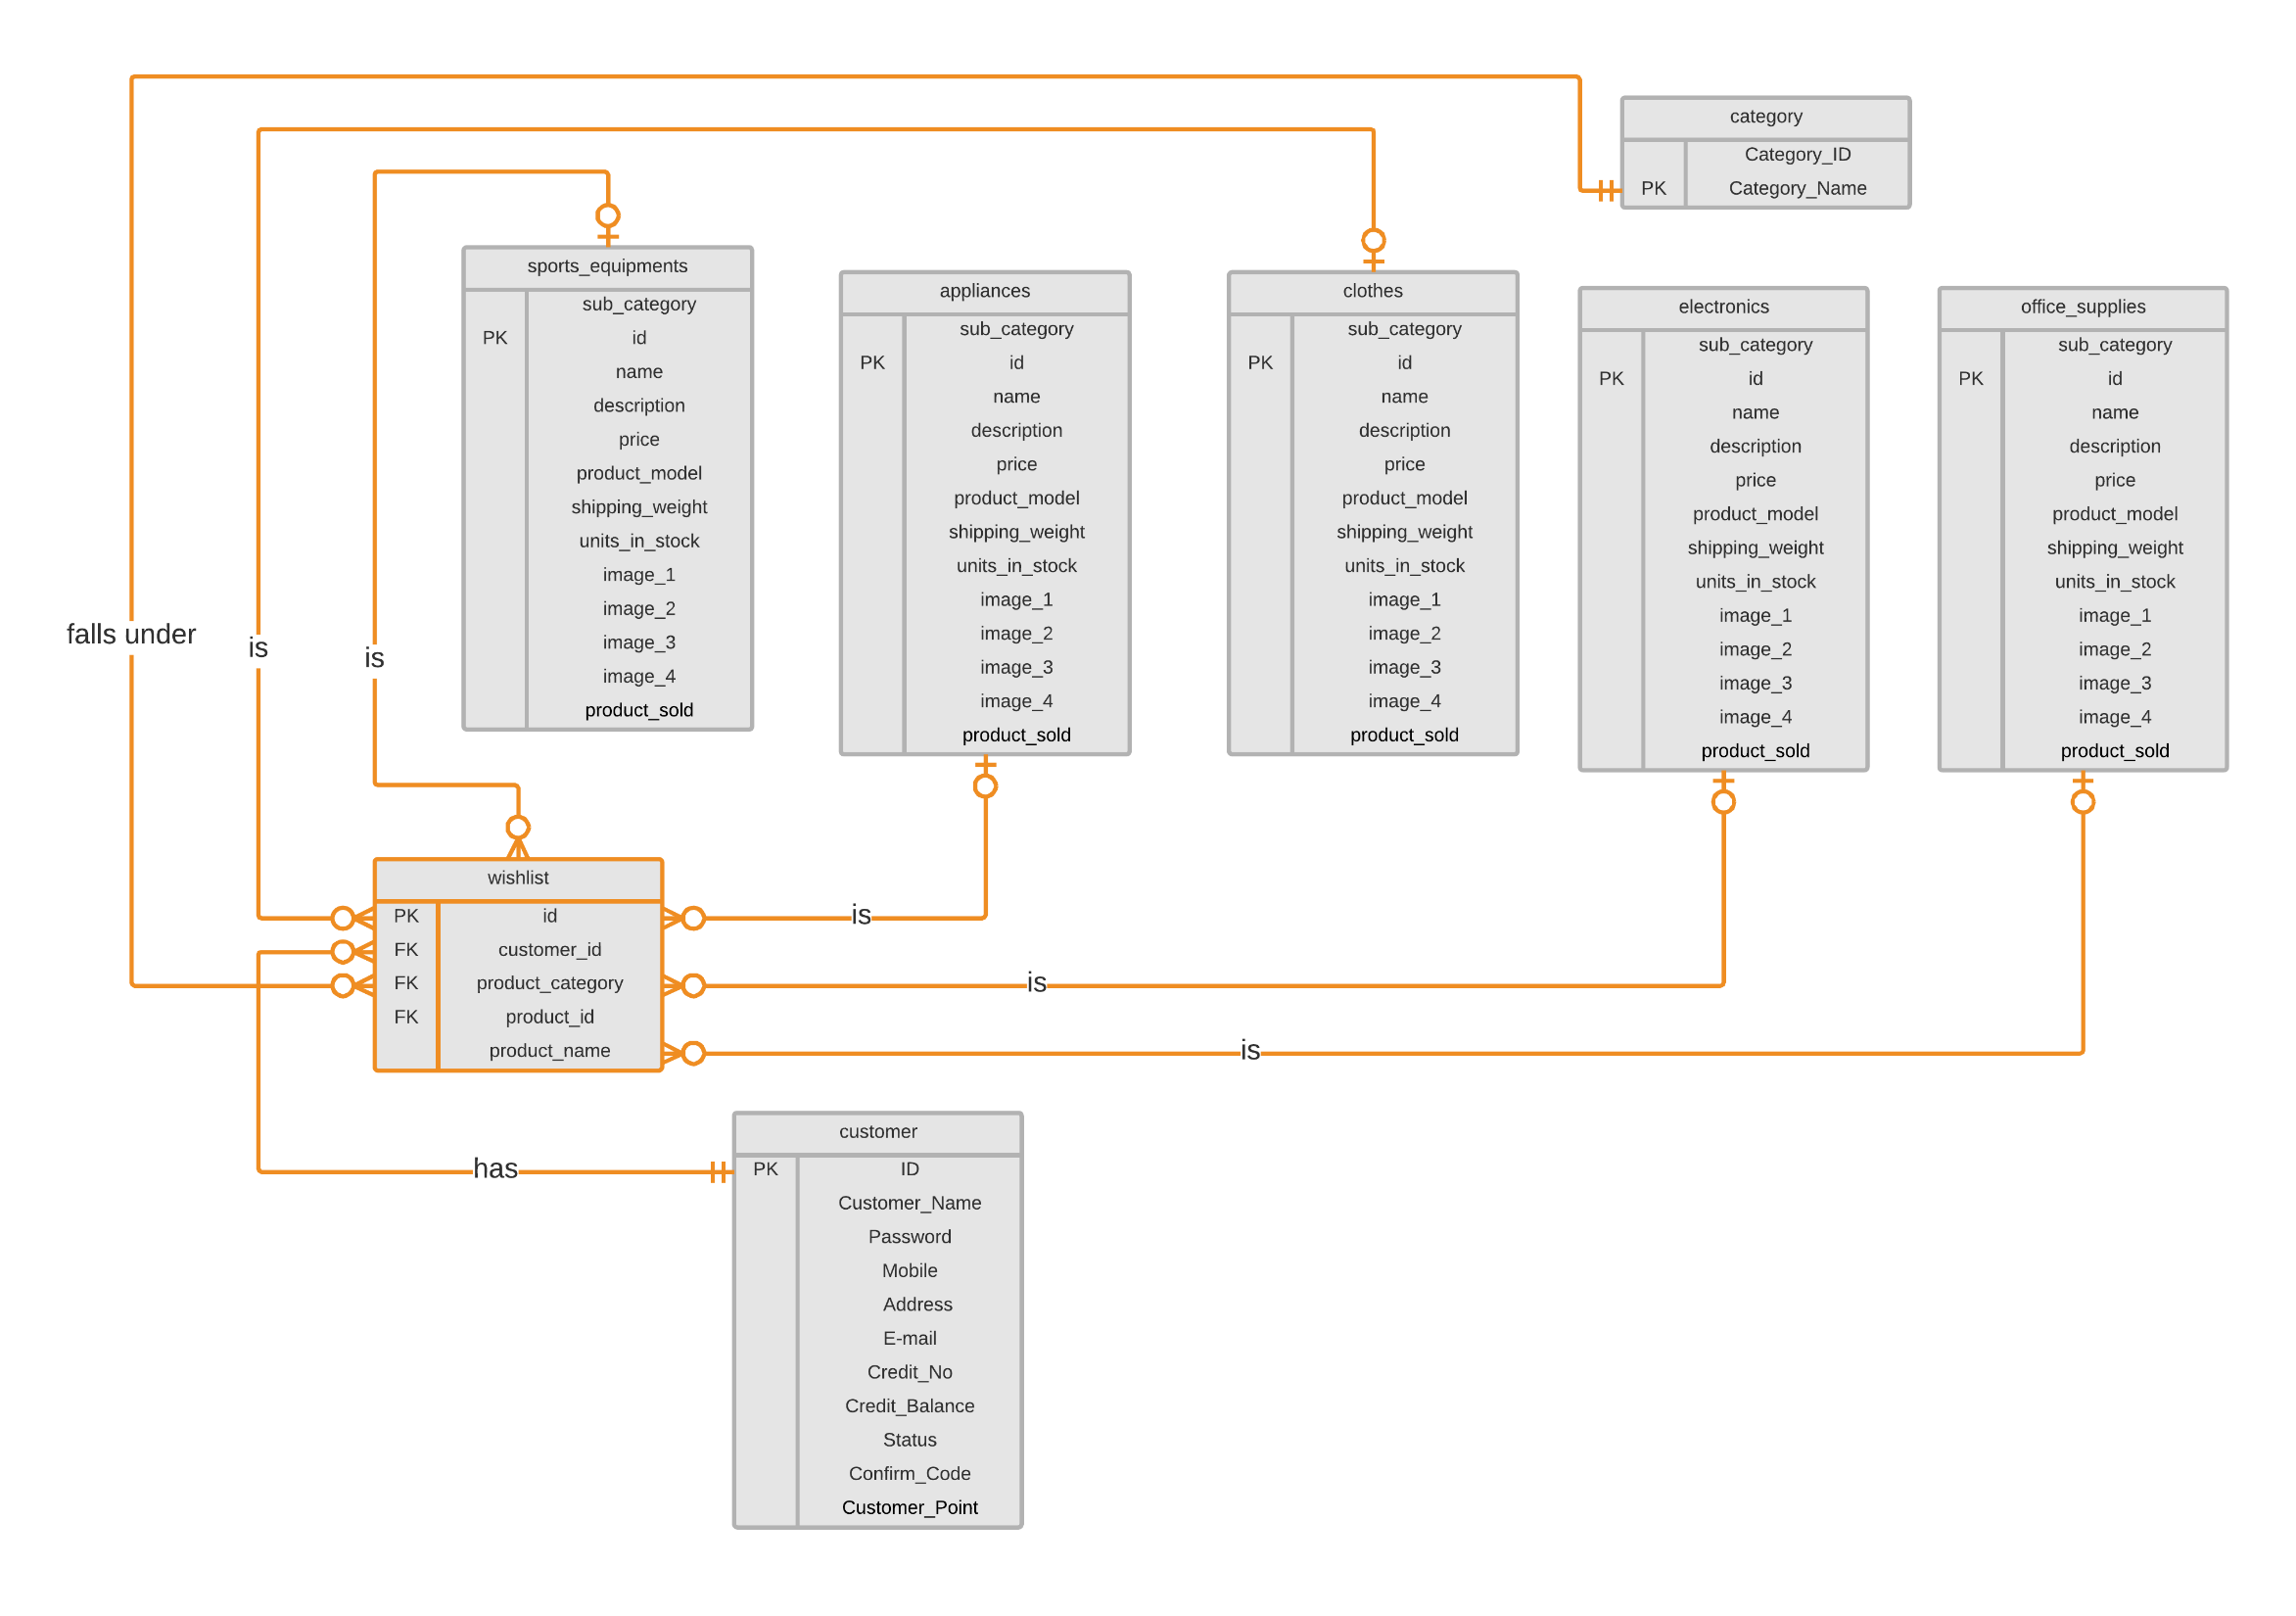 category
Category_ID
PK Category_Name
sports_equipments
sub_category
PK id
name
description
price
product_model
shipping_weight
units_in_stock
image_1
image_2
image_3
image_4
product_sold
appliances
sub_category
PK id
name
description
price
product_model
shipping_weight
units_in_stock
image_1
image_2
image_3
image_4
product_sold
clothes
sub_category
PK id
name
description
price
product_model
shipping_weight
units_in_stock
image_1
image_2
image_3
image_4
product_sold
electronics
sub_category
PK id
name
description
price
product_model
shipping_weight
units_in_stock
image_1
image_2
image_3
image_4
product_sold
office_supplies
sub_category
PK id
name
description
price
product_model
shipping_weight
units_in_stock
image_1
image_2
image_3
image_4
product_sold
falls under
is
is
wishlist
PK id
FK customer_id
FK product_category
FK product_id
product_name
is
is
is
has
customer
PK ID
Customer_Name
Password
Mobile
Address
E-mail
Credit_No
Credit_Balance
Status
Confirm_Code
Customer_Point